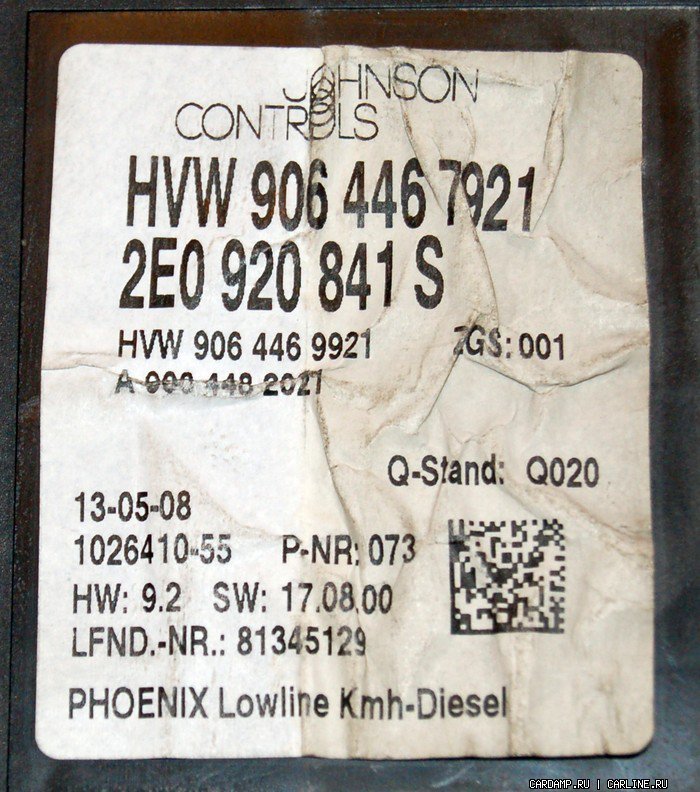 JOHNSON
CONTROLS
HVW 906 446 7921
2E0 920 841 S
HVW 906 446 9921 ZGS: 001
A 2021
Q-Stand: Q020
13-05-08
1026410-55 P-NR: 073
HW: 9.2 SW: 17.08.00
LFND.-NR.: 81345129
PHOENIX Lowline Kmh-Diesel
CARDAMP.RU | CARLINE.RU